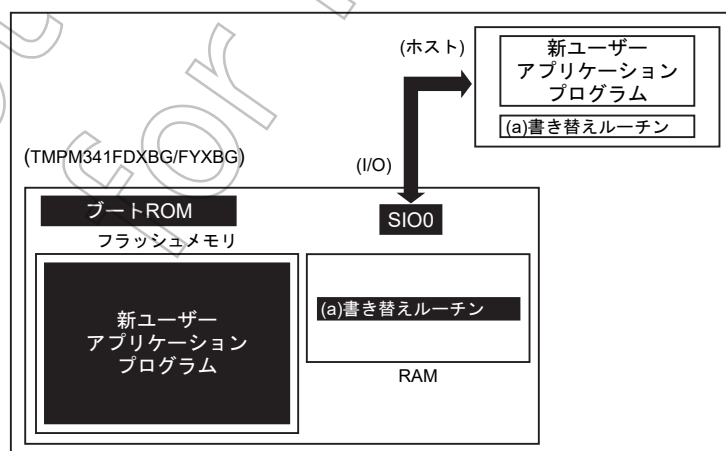 (ホスト)
新ユーザー
アプリケーション
プログラム
(a)書き替えルーチン
(TMPM341FDXBG/FYXBG)
(I/O)
ブートROM
SIO0
フラッシュメモリ
新ユーザー
アプリケーション
プログラム
(a)書き替えルーチン
RAM